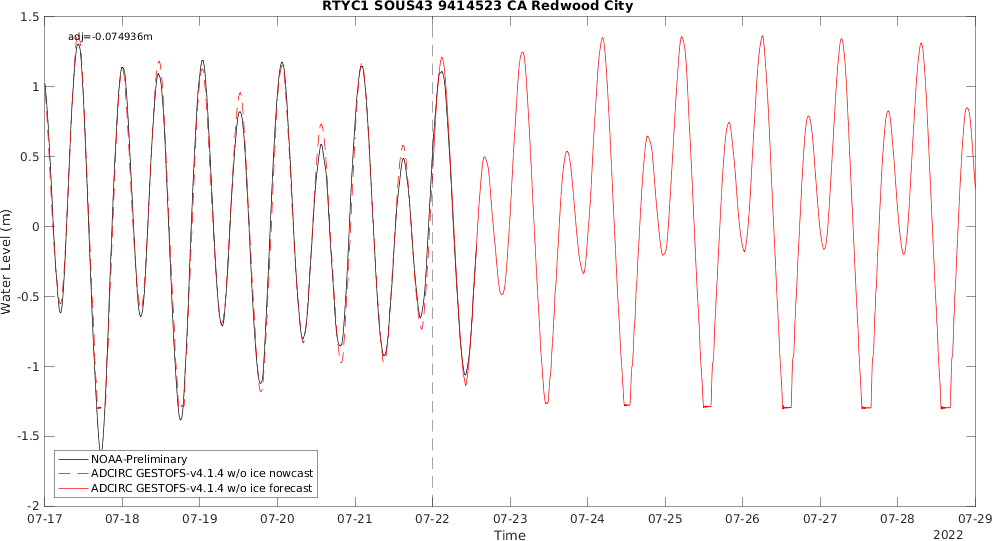 RTYC1 SOUS43 9414523 CA Redwood City
adj=-0.074936m
1.5
1
0.5
0
-0.5
-1
-1.5
-2
Water Level (m)
NOAA-Preliminary
ADCIRC GESTOFS-v4.1.4 w/o ice nowcast
ADCIRC GESTOFS-v4.1.4 w/o ice forecast
07-17 07-18 07-19 07-20 07-21 07-22 07-23 07-24 07-25 07-26 07-27 07-28 07-29
Time
2022